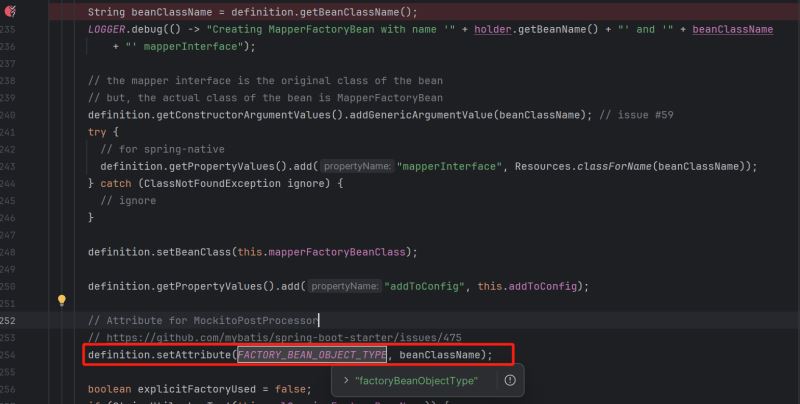 String beanClassName = definition.getBeanClassName();
235 LOGGER.debug(() -> "Creating MapperFactoryBean with name '" + holder.getBeanName() + "' and '" + beanClassName
236 + "' mapperInterface");
237
238 // the mapper interface is the original class of the bean
239 // but, the actual class of the bean is MapperFactoryBean
240 definition.getConstructorArgumentValues().addGenericArgumentValue(beanClassName); // issue #59
241 try {
242 // for spring-native
243 definition.getPropertyValues().add( propertyName: "mapperInterface", Resources.classForName(beanClassName));
244 } catch (ClassNotFoundException ignore) {
245 // ignore
246 }
247
248 definition.setBeanClass(this.mapperFactoryBeanClass);
249
250 definition.getPropertyValues().add( propertyName: "addToConfig", this.addToConfig);
251
252 // Attribute for MockitoPostProcessor
253 // https://github.com/mybatis/spring-boot-starter/issues/475
254 definition.setAttribute(FACTORY_BEAN_OBJECT_TYPE, beanClassName);
255
> "factoryBeanObjectType"
256 boolean explicitFactoryUsed = false;